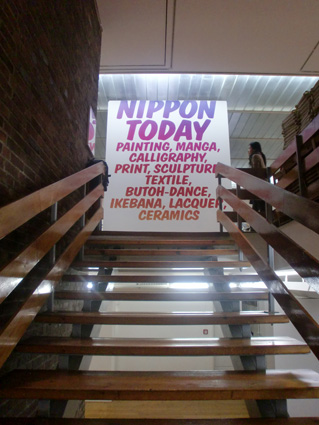 NIPPON
TODAY
PAINTING, MANGA,
CALLIGRAPHY,
PRINT, SCULPTURE
TEXTILE,
BUTOH-DANCE,
IKEBANA, LACQUER,
CERAMICS